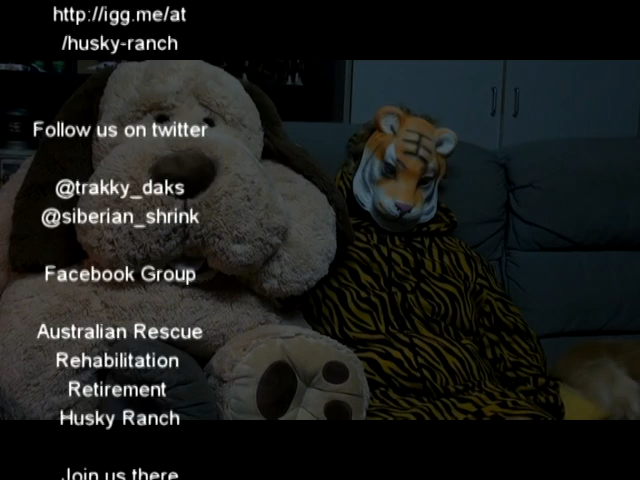 http://igg.me/at
/husky-ranch
Follow us on twitter
@trakky_daks
@siberian_shrink
Facebook Group
Australian Rescue
Rehabilitation
Retirement
Husky Ranch
Join us there